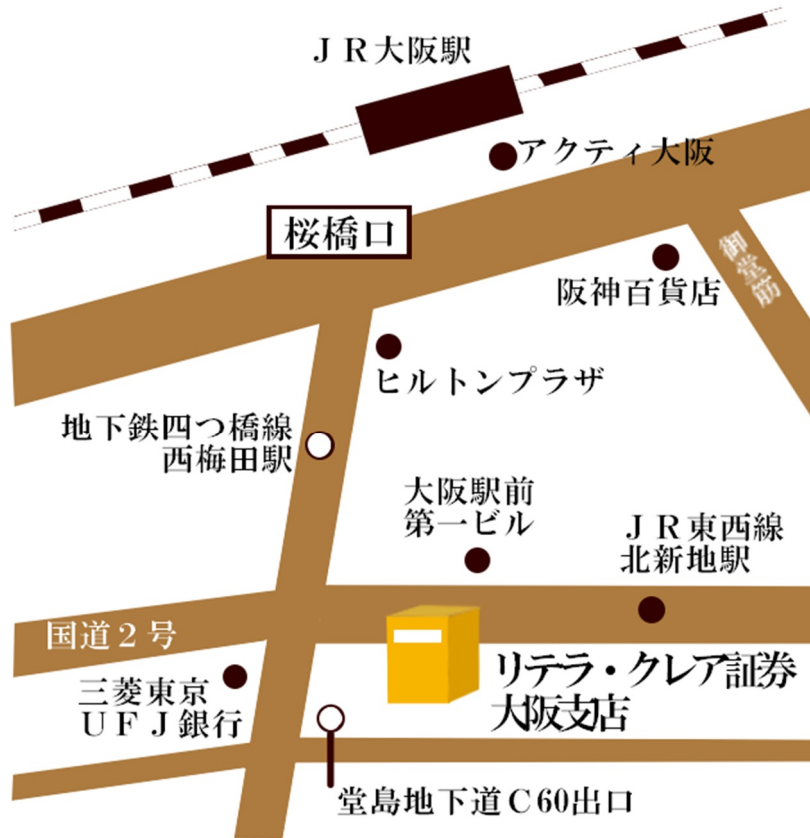 ＪＲ大阪駅
アクティ大阪
桜橋口
御堂筋
阪神百貨店
ヒルトンプラザ
地下鉄四つ橋線
西梅田駅
大阪駅前
第一ビル
ＪＲ東西線
北新地駅
国道２号
リテラ・クレア証券
大阪支店
三菱東京
ＵＦＪ銀行
堂島地下道Ｃ60出口